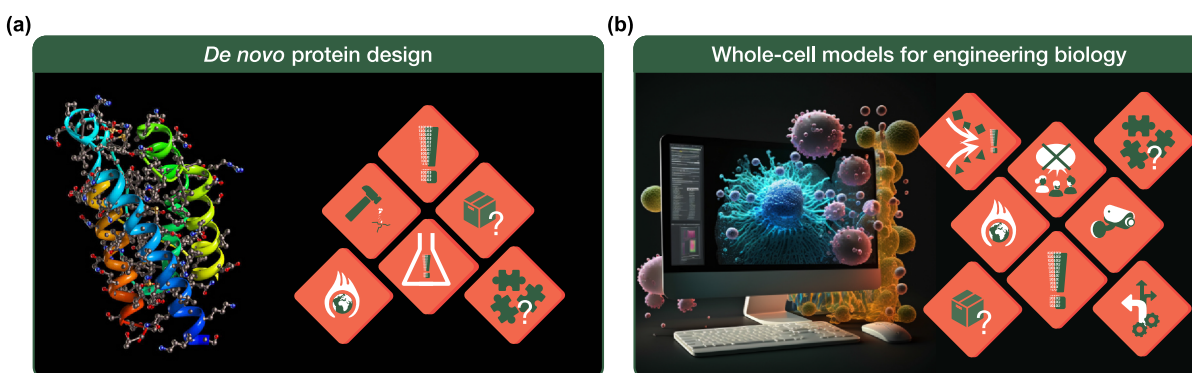 (a)
De novo protein design
?
?
?
(b)
Whole-cell models for engineering biology
?
?